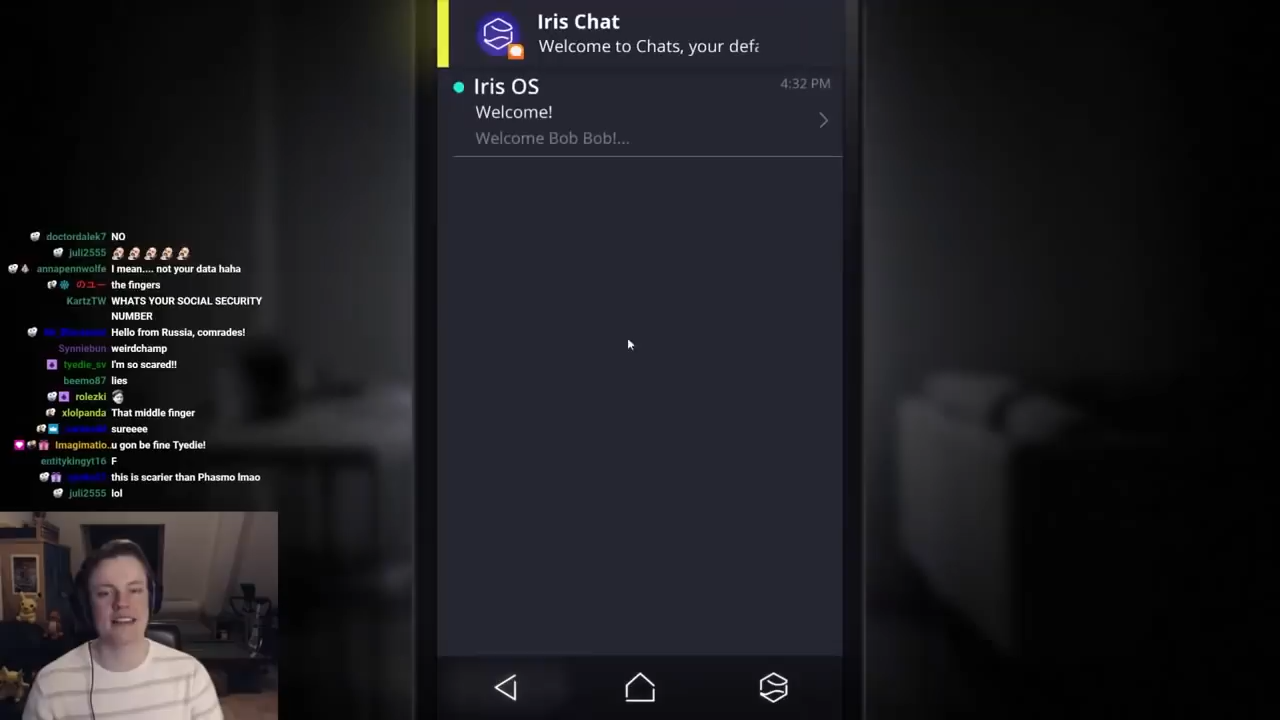 Iris Chat
Welcome to Chats, your defa
Iris OS
4:32 PM
Welcome!
Welcome Bob Bob!...
doctordalek7 NO
juli2555
annapennwolfe I mean.... not your data haha
のユー the fingers
KartzTW WHATS YOUR SOCIAL SECURITY
NUMBER
Hello from Russia, comrades!
Synniebun weirdchamp
tyedie_sv I'm so scared!!
beemo87 lies
rolezki
xlolpanda That middle finger
sureeee
Imagimatio.. u gon be fine Tyedie!
entitykingyt16 F
this is scarier than Phasmo lmao
juli2555 lol